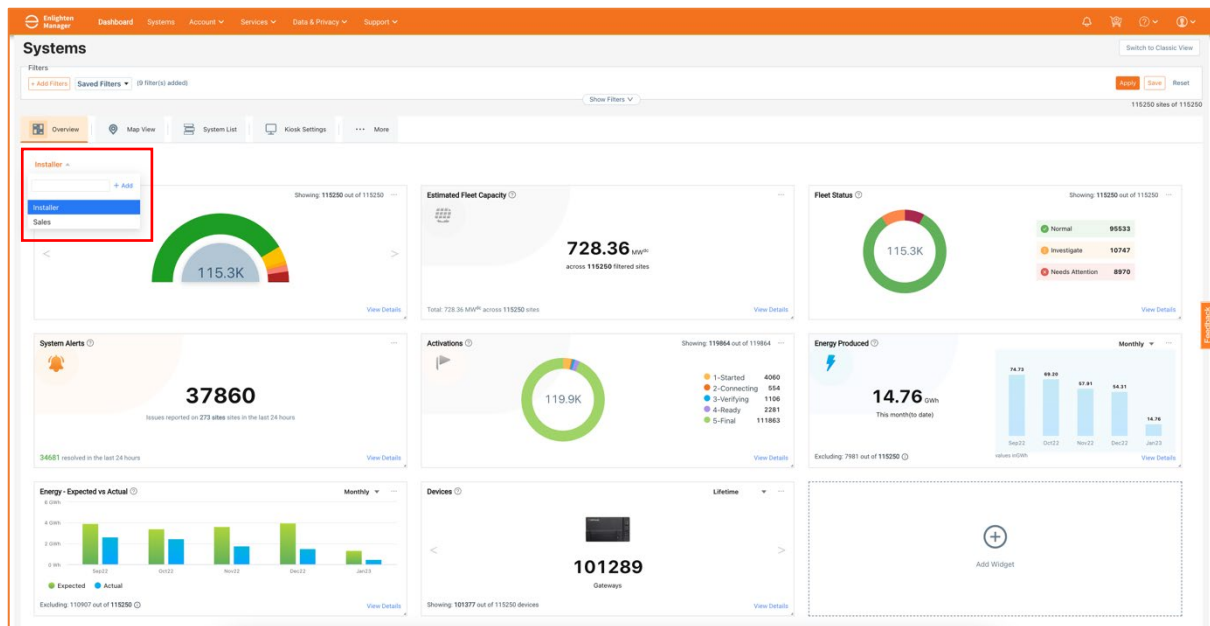 Enlighten Manager Dashboard Systems Account Services Data & Privacy Support
Systems
Switch to Classic View
Filters
+ Add Filters Saved Filters (9 filter(s) added)
Apply Save Reset
Show Filters
115250 sites of 115250
Overview Map View System List Kiosk Settings ... More
Installer
+ Add
Installer
Sales
Showing: 115250 out of 115250 ...
115.3K
View Details
Estimated Fleet Capacity ...
728.36 MWdc
across 115250 filtered sites
Total: 728.36 MWdc across 115250 sites
View Details
Fleet Status
Showing: 115250 out of 115250 ...
115.3K
Normal 95533
Investigate 10747
Needs Attention 8970
View Details
Feedback
System Alerts ...
37860
Issues reported on 273 sites sites in the last 24 hours
34681 resolved in the last 24 hours
View Details
Activations
Showing: 119864 out of 119864 ...
119.9K
1-Started 4060
2-Connecting 554
3-Verifying 1106
4-Ready 2281
5-Final 111863
View Details
Energy Produced
Monthly ...
14.76 GWh
This month(to date)
57.91
54.31
14.76
Sep22 Oct22 Nov22 Dec22 Jan23
values inGWh
Excluding: 7981 out of 115250
View Details
Energy - Expected vs Actual
Monthly ...
6 GWh
4 GWh
2 GWh
0 Wh
Sep22 Oct22 Nov22 Dec22 Jan23
Expected Actual
Excluding: 110907 out of 115250
View Details
Devices
Lifetime ...
101289
Gateways
Showing: 101377 out of 115250 devices
View Details
Add Widget